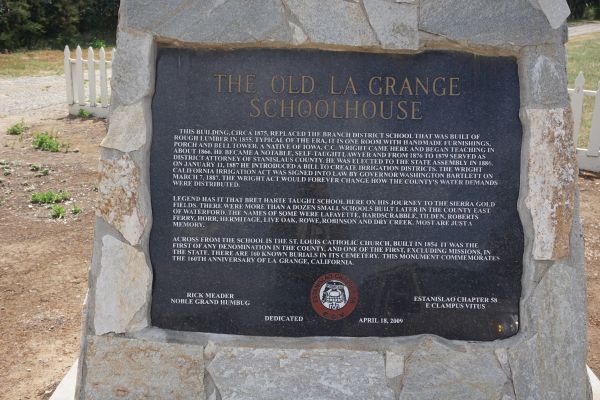 THE OLD LA GRANGE
SCHOOLHOUSE
THIS BUILDING, CIRCA 1875, REPLACED THE BRANCH DISTRICT SCHOOL THAT WAS BUILT OF
ROUGH LUMBER IN 1855. TYPICAL OF THE ERA, IT IS ONE ROOM WITH HANDMADE FURNISHINGS,
PORCH AND BELL TOWER. A NATIVE OF IOWA, C.C. WRIGHT CAME HERE AND BEGAN TEACHING IN
ABOUT 1866. HE BECAME A NOTABLE, SELF-TAUGHT LAWYER AND FROM 1876 TO 1879 SERVED AS
DISTRICT ATTORNEY OF STANISLAUS COUNTY. HE WAS ELECTED TO THE STATE ASSEMBLY IN 1886.
ON JANUARY 10, 1887 HE INTRODUCED A BILL TO CREATE IRRIGATION DISTRICTS. THE WRIGHT
CALIFORNIA IRRIGATION ACT WAS SIGNED INTO LAW BY GOVERNOR WASHINGTON BARTLETT ON
MARCH 7, 1887. THE WRIGHT ACT WOULD FOREVER CHANGE HOW THE COUNTY'S WATER DEMANDS
WERE DISTRIBUTED.
LEGEND HAS IT THAT BRET HARTE TAUGHT SCHOOL HERE ON HIS JOURNEY TO THE SIERRA GOLD
FIELDS. THERE WERE MORE THAN A DOZEN SMALL SCHOOLS BUILT LATER IN THE COUNTY EAST
OF WATERFORD. THE NAMES OF SOME WERE LAFAYETTE, HARDSCRABBLE, TILDEN, ROBERTS
FERRY, HORR, HERMITAGE, LIVE OAK, ROWE, ROBINSON AND DRY CREEK. MOST ARE JUST A
MEMORY.
ACROSS FROM THE SCHOOL IS THE ST. LOUIS CATHOLIC CHURCH, BUILT IN 1854 IT WAS THE
FIRST OF ANY DENOMINATION IN THE COUNTY, AND ONE OF THE FIRST, EXCLUDING MISSIONS, IN
THE STATE. THERE ARE 160 KNOWN BURIALS IN ITS CEMETERY. THIS MONUMENT COMMEMORATES
THE 160TH ANNIVERSARY OF LA GRANGE, CALIFORNIA.
RICK MEADER
NOBLE GRAND HUMBUG
ESTANISLAO CHAPTER 58
E CLAMPUS VITUS
E.C.V.
DEDICATED APRIL 18, 2009